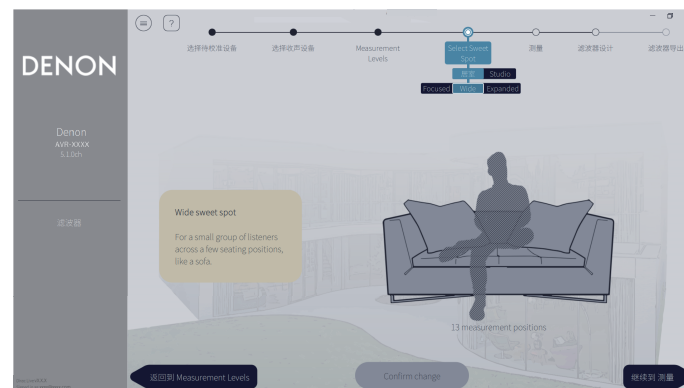 ?
选择待校准设备
选择收声设备
Measurement
Levels
Select Sweet
Spot
测量
滤波器设计
滤波器导出
DENON
Studio
Focused
Wide
Expanded
Denon
AVR-XXXX
5.1.0ch
滤波器
Wide sweet spot
For a small group of listeners
across a few seating positions,
like a sofa.
13 measurement positions
返回到 Measurement Levels
Confirm change
继续到 测量